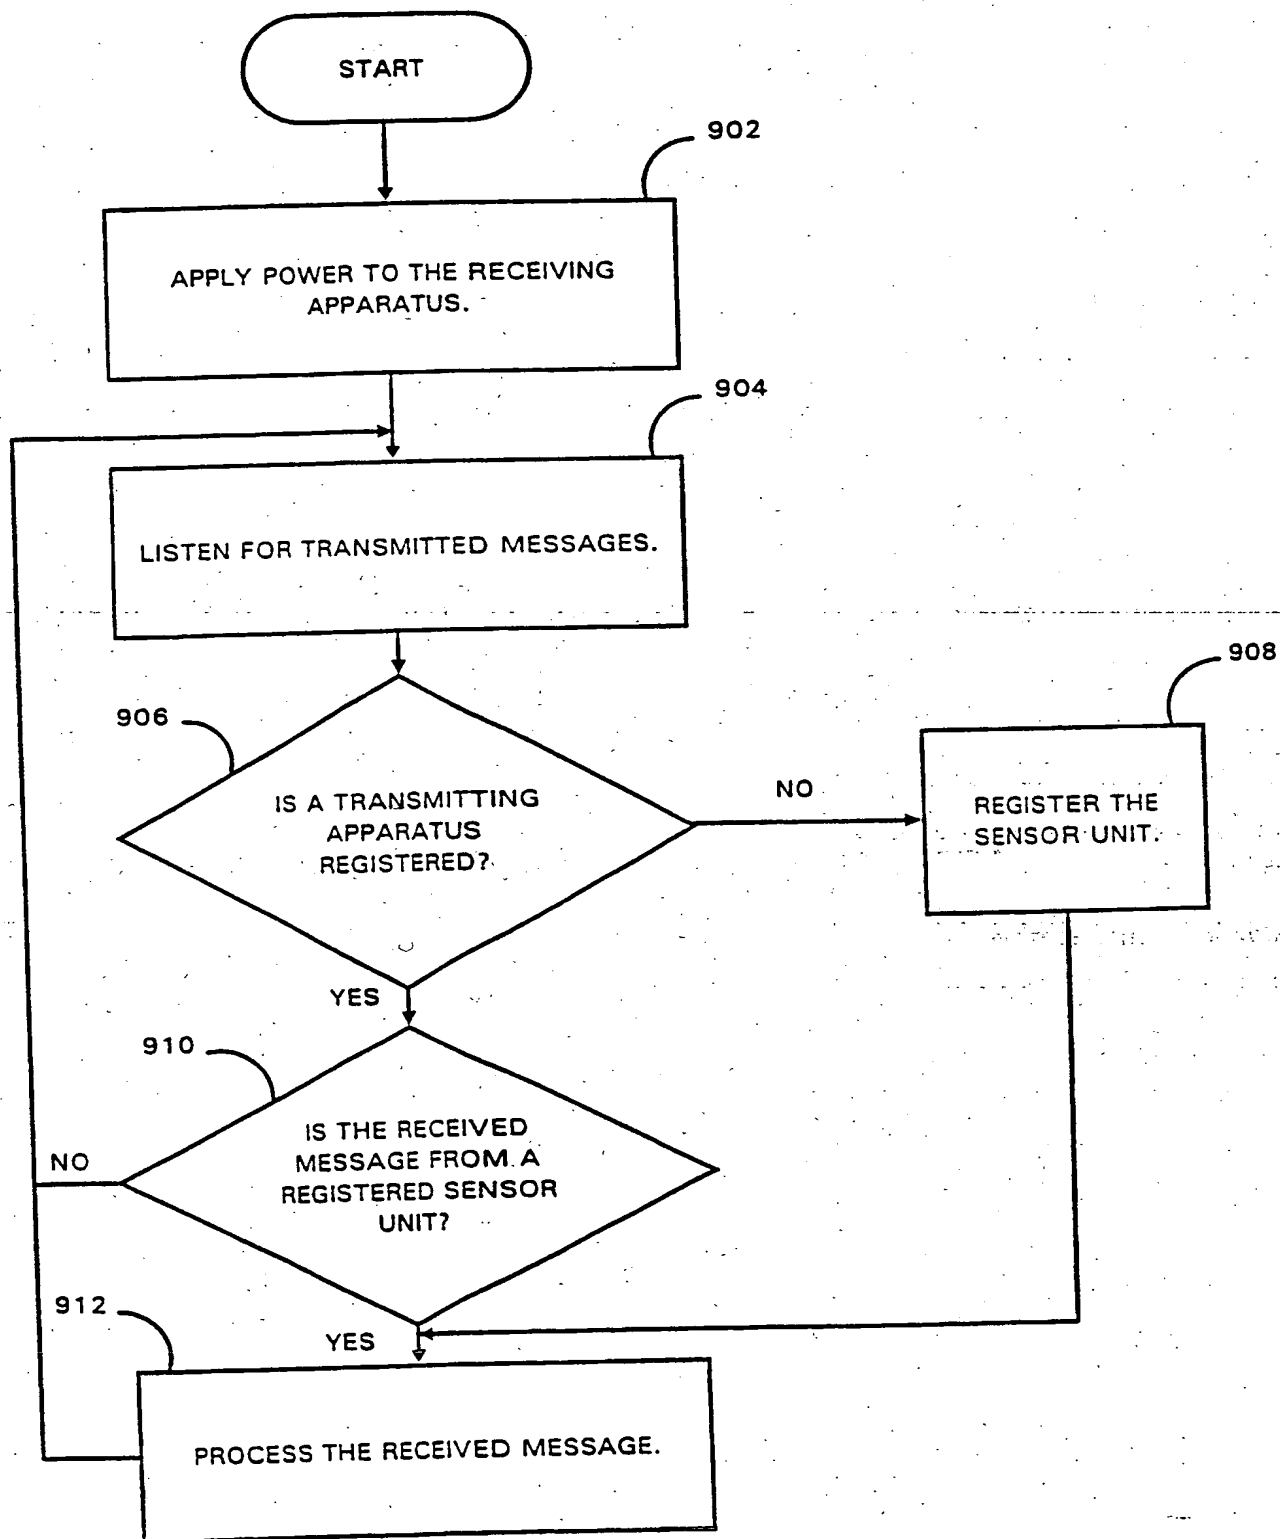 START
902
APPLY POWER TO THE RECEIVING
APPARATUS.
904
LISTEN FOR TRANSMITTED MESSAGES.
906
IS A TRANSMITTING
APPARATUS
REGISTERED?
NO
908
REGISTER THE
SENSOR UNIT.
YES
910
IS THE RECEIVED
MESSAGE FROM A
REGISTERED SENSOR
UNIT?
NO
912
YES
PROCESS THE RECEIVED MESSAGE.